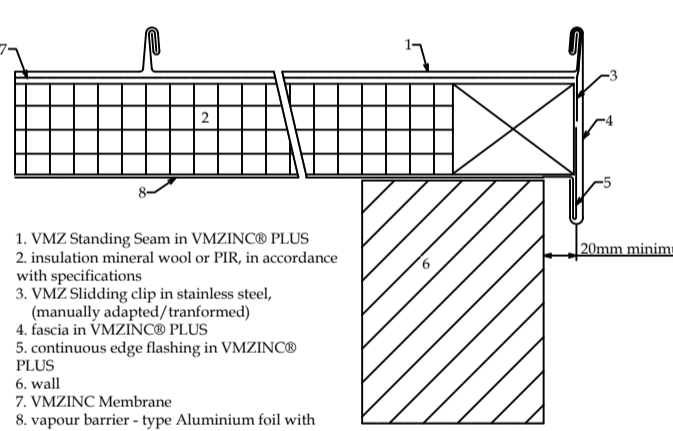 7
1
3
2
4
8
5
6
20mm
1. VMZ Standing Seam in VMZINC® PLUS
2. insulation mineral wool or PIR, in accordance
with specifications
3. VMZ Slidding clip in stainless steel,
(manually adapted/tranformed)
4. fascia in VMZINC® PLUS
5. continuous edge flashing in VMZINC®
PLUS
6. wall
7. VMZINC Membrane
8. vapour barrier - type Aluminium foil with